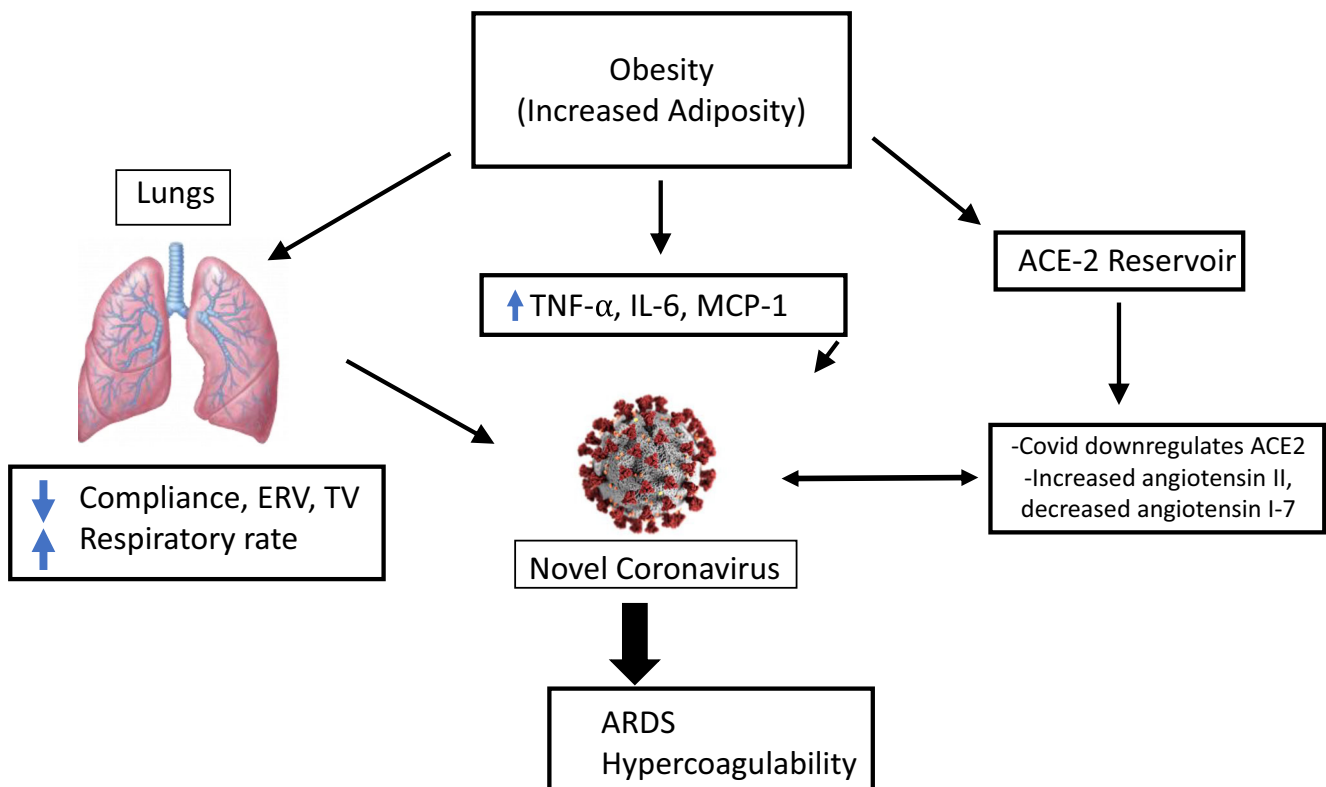 Obesity
(Increased Adiposity)
Lungs
ACE-2 Reservoir
TNF-α, IL-6, MCP-1
-Covid downregulates ACE2
-Increased angiotensin II,
decreased angiotensin I-7
Compliance, ERV, TV
Respiratory rate
Novel Coronavirus
ARDS
Hypercoagulability